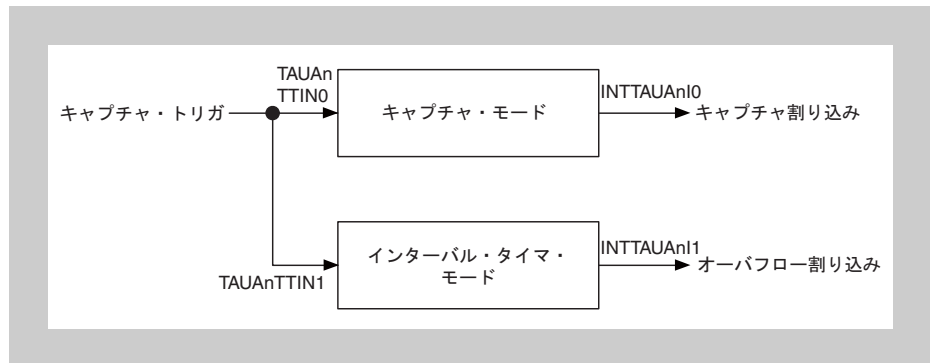 TAUAn
TTIN0
キャプチャ・トリガ
キャプチャ・モード
INTTAUAnI0
キャプチャ割り込み
TAUAnTTIN1
インターバル・タイマ・
モード
INTTAUAnI1
オーバフロー割り込み